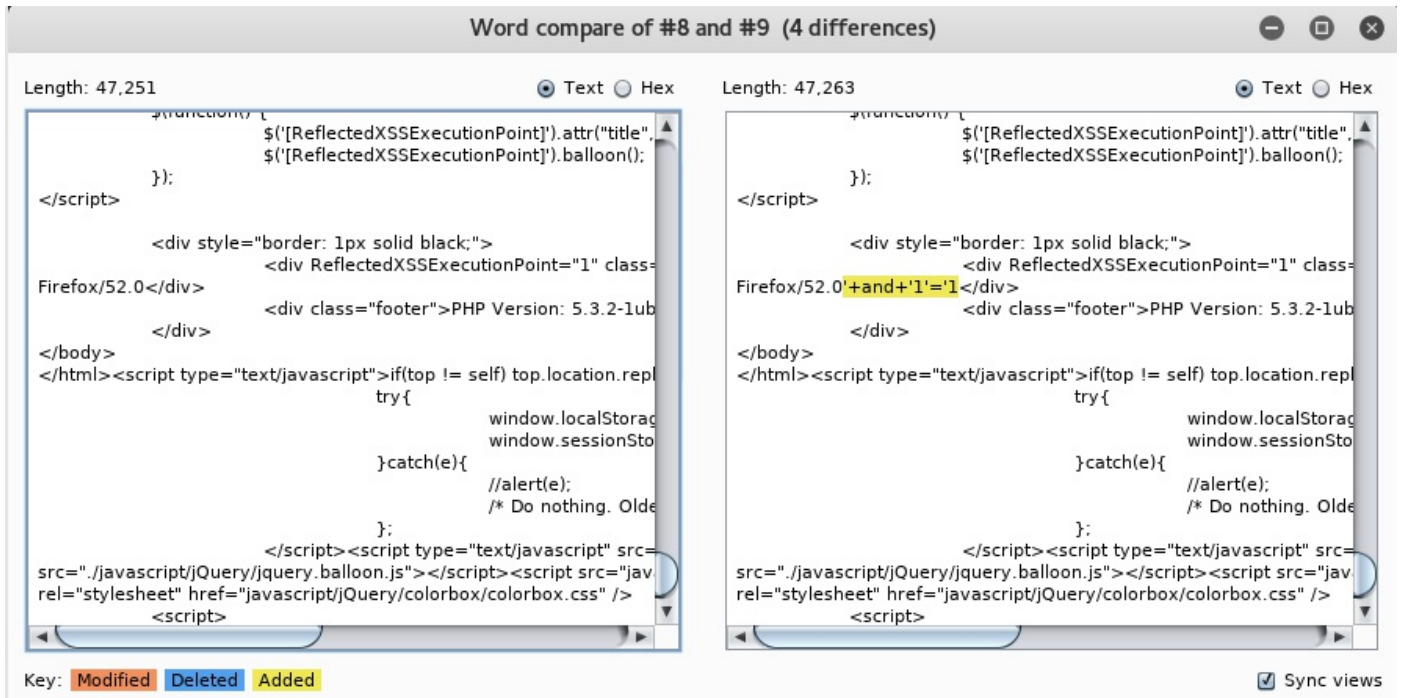 Word compare of #8 and #9 (4 differences)
Length: 47,251
Text
Hex
$(function() {
$('[ReflectedXSSExecutionPoint]').attr("title",
$('[ReflectedXSSExecutionPoint]').balloon();
});
</script>
<div style="border: 1px solid black;">
<div ReflectedXSSExecutionPoint="1" class=
Firefox/52.0</div>
<div class="footer">PHP Version: 5.3.2-1ub
</div>
</body>
</html><script type="text/javascript">if(top != self) top.location.repl
try{
window.localStorag
window.sessionSto
}catch(e){
//alert(e);
/* Do nothing. Olde
};
</script><script type="text/javascript" src=
src="./javascript/jQuery/jquery.balloon.js"></script><script src="jav
rel="stylesheet" href="javascript/jQuery/colorbox/colorbox.css" />
<script>
Length: 47,263
Text
Hex
$(function() {
$('[ReflectedXSSExecutionPoint]').attr("title",
$('[ReflectedXSSExecutionPoint]').balloon();
});
</script>
<div style="border: 1px solid black;">
<div ReflectedXSSExecutionPoint="1" class=
Firefox/52.0'+and+'1'='1</div>
<div class="footer">PHP Version: 5.3.2-1ub
</div>
</body>
</html><script type="text/javascript">if(top != self) top.location.repl
try{
window.localStorag
window.sessionSto
}catch(e){
//alert(e);
/* Do nothing. Olde
};
</script><script type="text/javascript" src=
src="./javascript/jQuery/jquery.balloon.js"></script><script src="jav
rel="stylesheet" href="javascript/jQuery/colorbox/colorbox.css" />
<script>
Key: Modified Deleted Added
Sync views